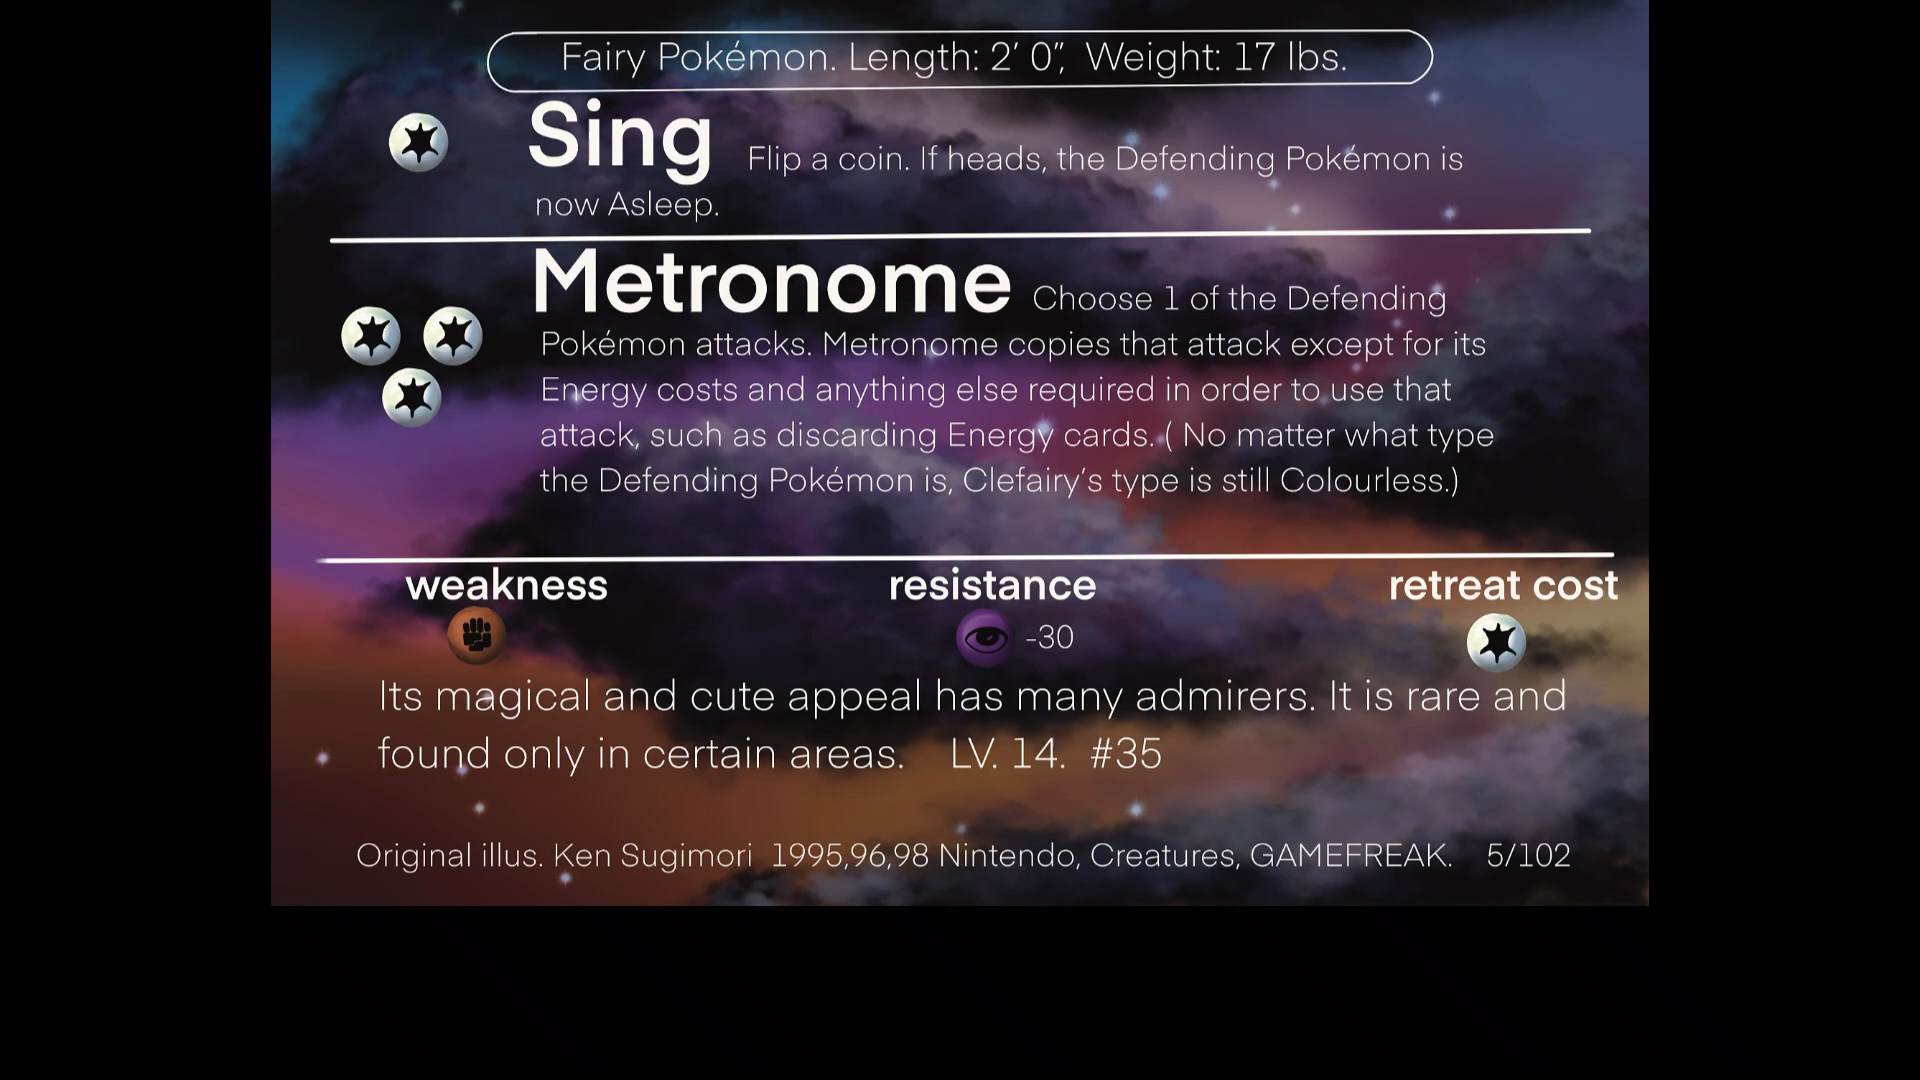 Fairy Pokémon. Length: 2′ 0″, Weight: 17 lbs.
Sing Flip a coin. If heads, the Defending Pokémon is
now Asleep.
Metronome Choose 1 of the Defending
Pokémon attacks. Metronome copies that attack except for its
Energy costs and anything else required in order to use that
attack, such as discarding Energy cards. ( No matter what type
the Defending Pokémon is, Clefairy's type is still Colourless.)
weakness resistance retreat cost
-30
Its magical and cute appeal has many admirers. It is rare and
found only in certain areas. LV. 14. #35
Original illus. Ken Sugimori 1995,96,98 Nintendo, Creatures, GAMEFREAK. 5/102